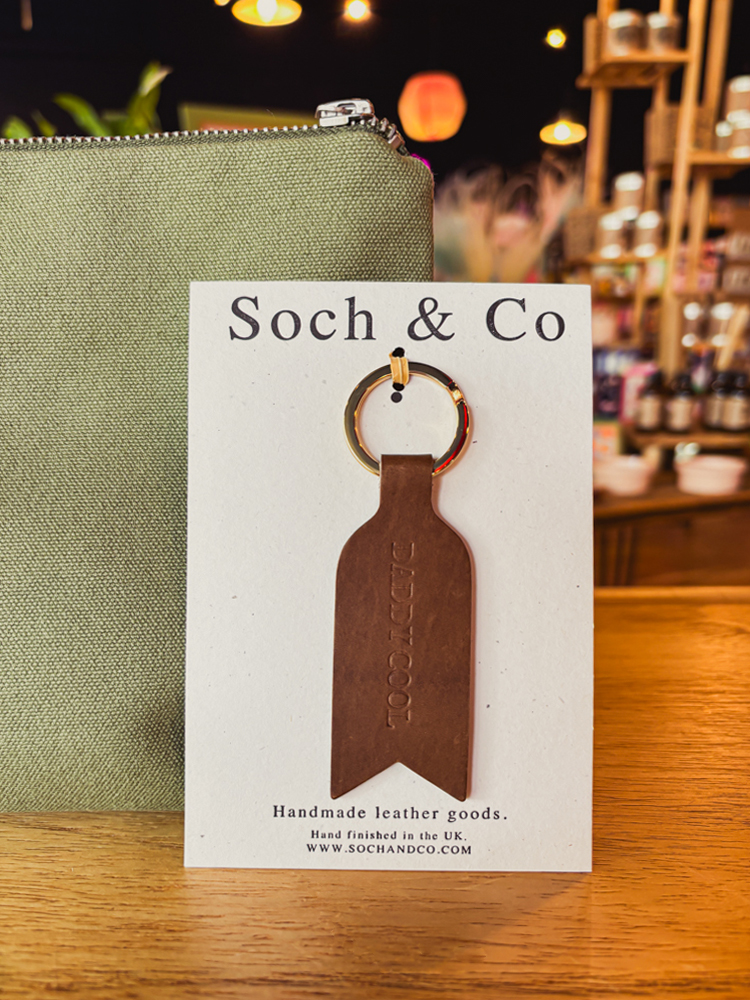 Soch & Co
DADDY COOL
Handmade leather goods.
Hand finished in the UK.
WWW.SOCHANDCO.COM